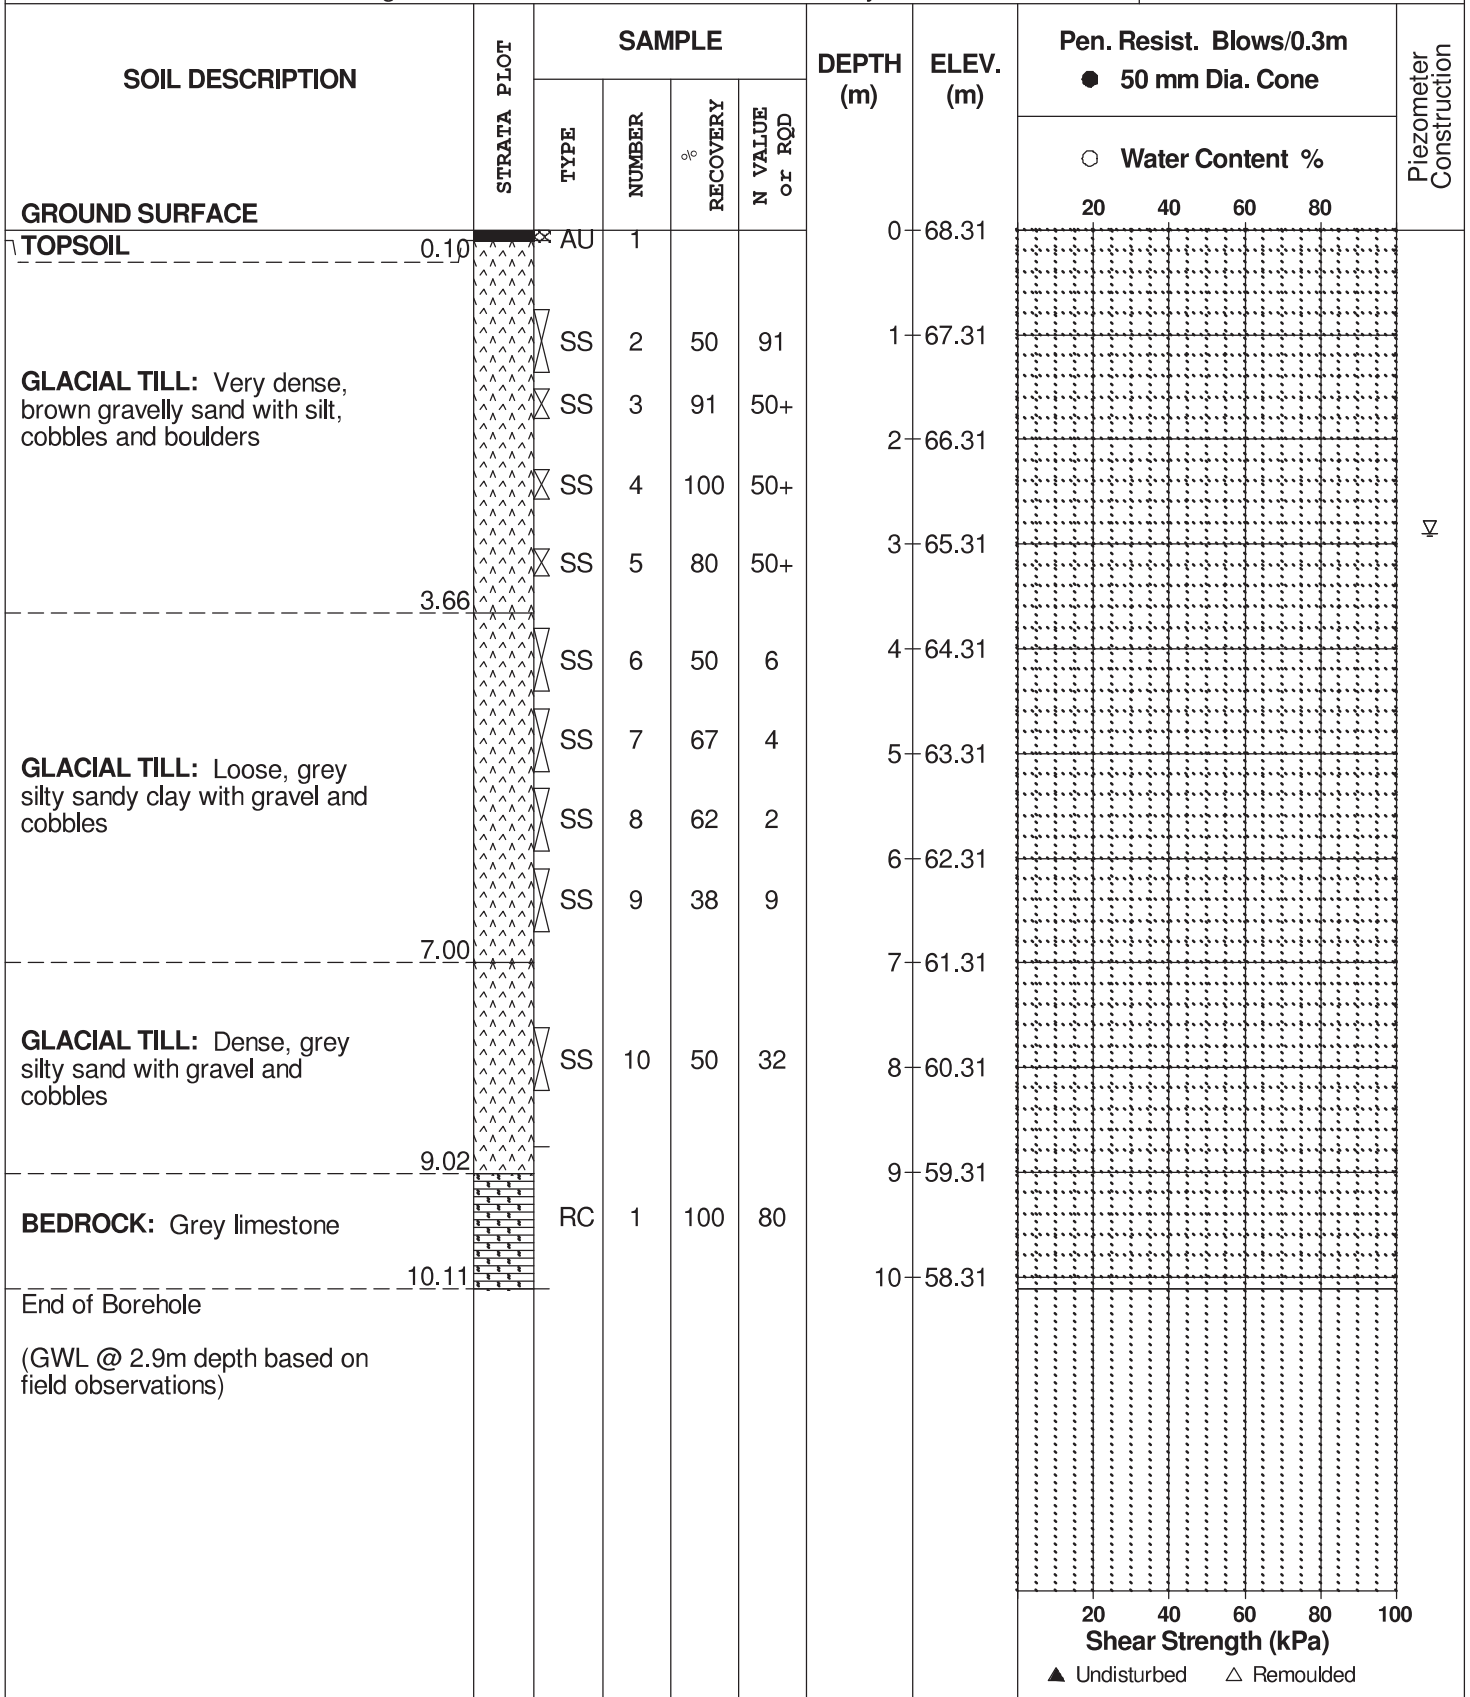 SOIL DESCRIPTION
STRATA PLOT
SAMPLE
TYPE
NUMBER
% RECOVERY
N VALUE or RQD
DEPTH (m)
ELEV. (m)
Pen. Resist. Blows/0.3m
● 50 mm Dia. Cone
○ Water Content %
Piezometer Construction
20 40 60 80
GROUND SURFACE
0 68.31
TOPSOIL 0.10
AU 1
SS 2 50 91
1 67.31
GLACIAL TILL: Very dense,
brown gravelly sand with silt,
cobbles and boulders
SS 3 91 50+
2 66.31
SS 4 100 50+
3 65.31
SS 5 80 50+
3.66
4 64.31
SS 6 50 6
SS 7 67 4
5 63.31
GLACIAL TILL: Loose, grey
silty sandy clay with gravel and
cobbles
SS 8 62 2
6 62.31
SS 9 38 9
7.00
7 61.31
GLACIAL TILL: Dense, grey
silty sand with gravel and
cobbles
SS 10 50 32
8 60.31
9.02
9 59.31
BEDROCK: Grey limestone
RC 1 100 80
10.11
10 58.31
End of Borehole
(GWL @ 2.9m depth based on
field observations)
20 40 60 80 100
Shear Strength (kPa)
▲ Undisturbed △ Remoulded